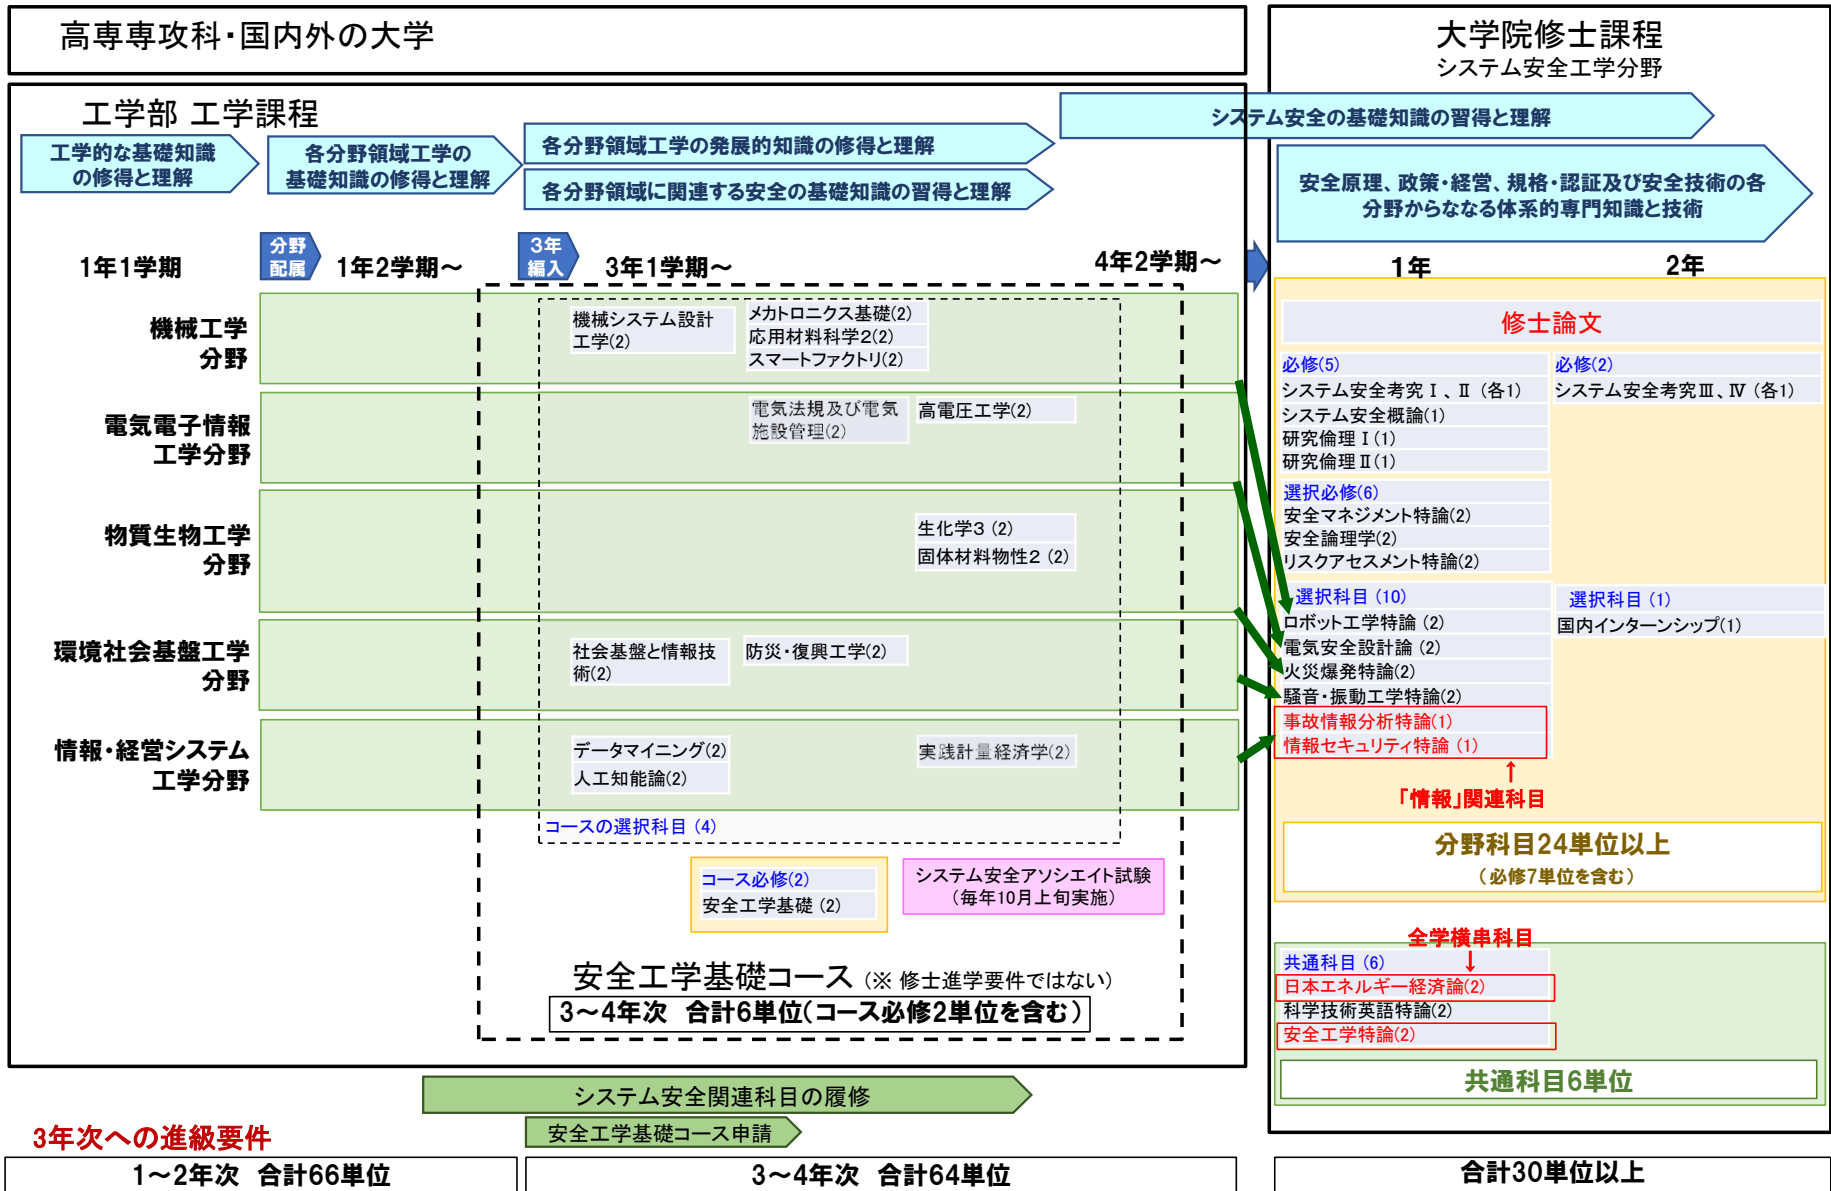 高専専攻科・国内外の大学
大学院修士課程
システム安全工学分野
工学部 工学課程
システム安全の基礎知識の習得と理解
工学的な基礎知識
の修得と理解
各分野領域工学の
基礎知識の修得と理解
各分野領域工学の発展的知識の修得と理解
各分野領域に関連する安全の基礎知識の習得と理解
安全原理、政策・経営、規格・認証及び安全技術の各
分野からななる体系的専門知識と技術
1年1学期
分野
配属
1年2学期～
3年
編入
3年1学期～
4年2学期～
1年
2年
機械工学
分野
機械システム設計
工学(2)
メカトロニクス基礎(2)
応用材料科学2(2)
スマートファクトリ(2)
電気電子情報
工学分野
電気法規及び電気
施設管理(2)
高電圧工学(2)
物質生物工学
分野
生化学3 (2)
固体材料物性2 (2)
環境社会基盤工学
分野
社会基盤と情報技
術(2)
防災・復興工学(2)
情報・経営システム
工学分野
データマイニング(2)
人工知能論(2)
実践計量経済学(2)
コースの選択科目 (4)
コース必修(2)
安全工学基礎 (2)
システム安全アソシエイト試験
（毎年10月上旬実施）
安全工学基礎コース (※ 修士進学要件ではない)
3～4年次 合計6単位(コース必修2単位を含む)
修士論文
必修(5)
システム安全考究Ⅰ、Ⅱ (各1)
システム安全概論(1)
研究倫理Ⅰ(1)
研究倫理Ⅱ(1)
必修(2)
システム安全考究Ⅲ、Ⅳ (各1)
選択必修(6)
安全マネジメント特論(2)
安全論理学(2)
リスクアセスメント特論(2)
選択科目 (10)
ロボット工学特論 (2)
電気安全設計論 (2)
火災爆発特論(2)
騒音・振動工学特論(2)
事故情報分析特論(1)
情報セキュリティ特論 (1)
選択科目 (1)
国内インターンシップ(1)
↑
「情報」関連科目
分野科目24単位以上
（必修7単位を含む）
全学横串科目
↓
共通科目 (6)
日本エネルギー経済論(2)
科学技術英語特論(2)
安全工学特論(2)
共通科目6単位
システム安全関連科目の履修
安全工学基礎コース申請
3年次への進級要件
1～2年次 合計66単位
3～4年次 合計64単位
合計30単位以上